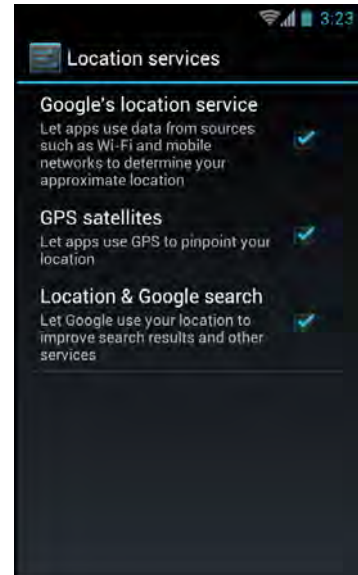 3:23
Location services
Google's location service
Let apps use data from sources
such as Wi-Fi and mobile
networks to determine your
approximate location
GPS satellites
Let apps use GPS to pinpoint your
location
Location & Google search
Let Google use your location to
improve search results and other
services